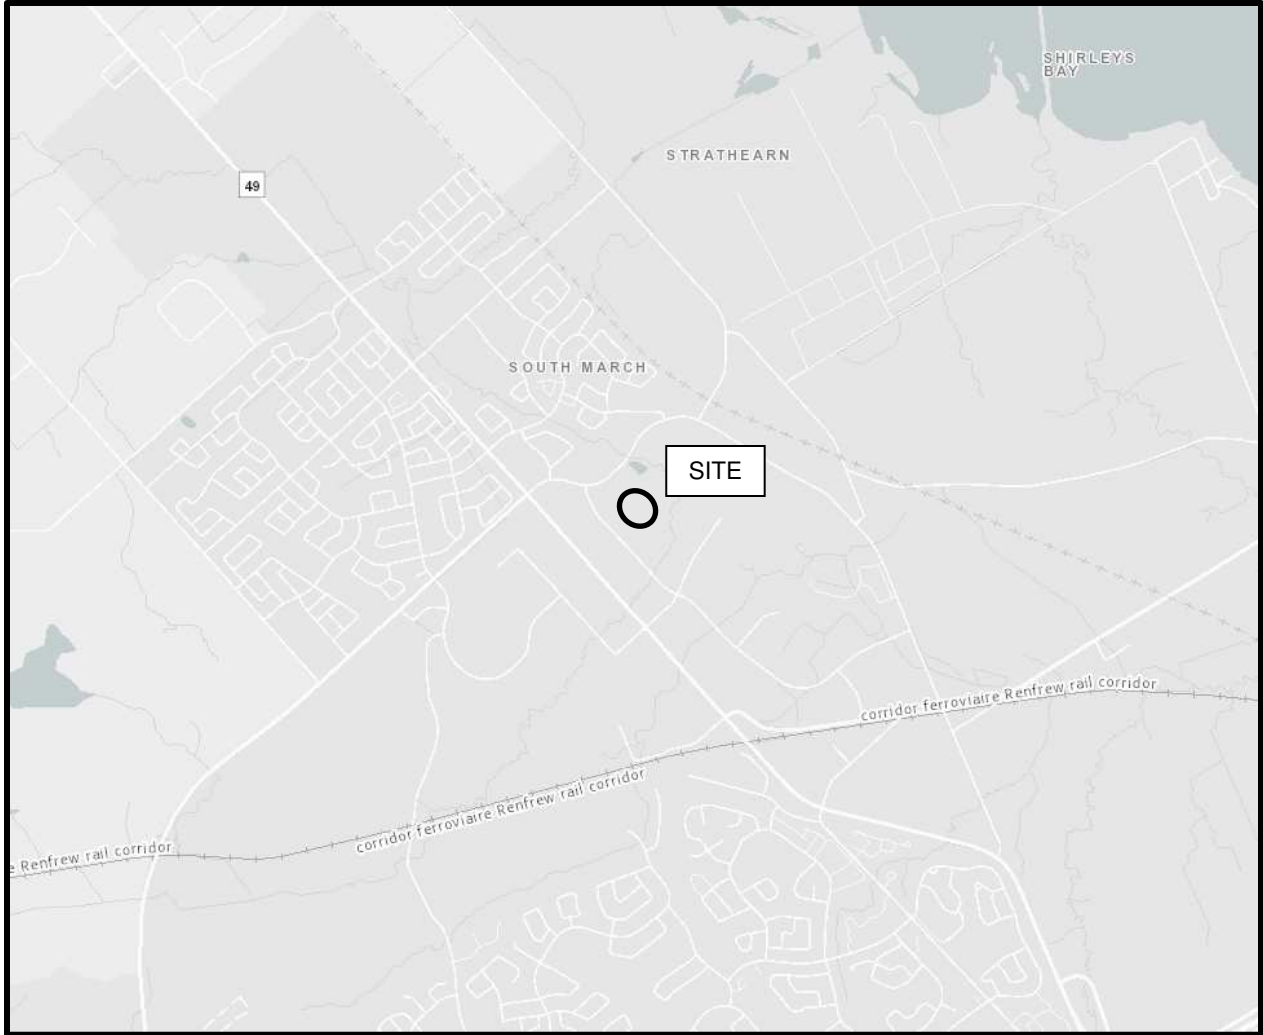 SHIRLEYS
BAY
STRATHEARN
49
SOUTH MARCH
SITE
corridor ferroviaire Renfrew rail corridor
corridor ferroviaire Renfrew rail corridor
e Renfrew rail corridor